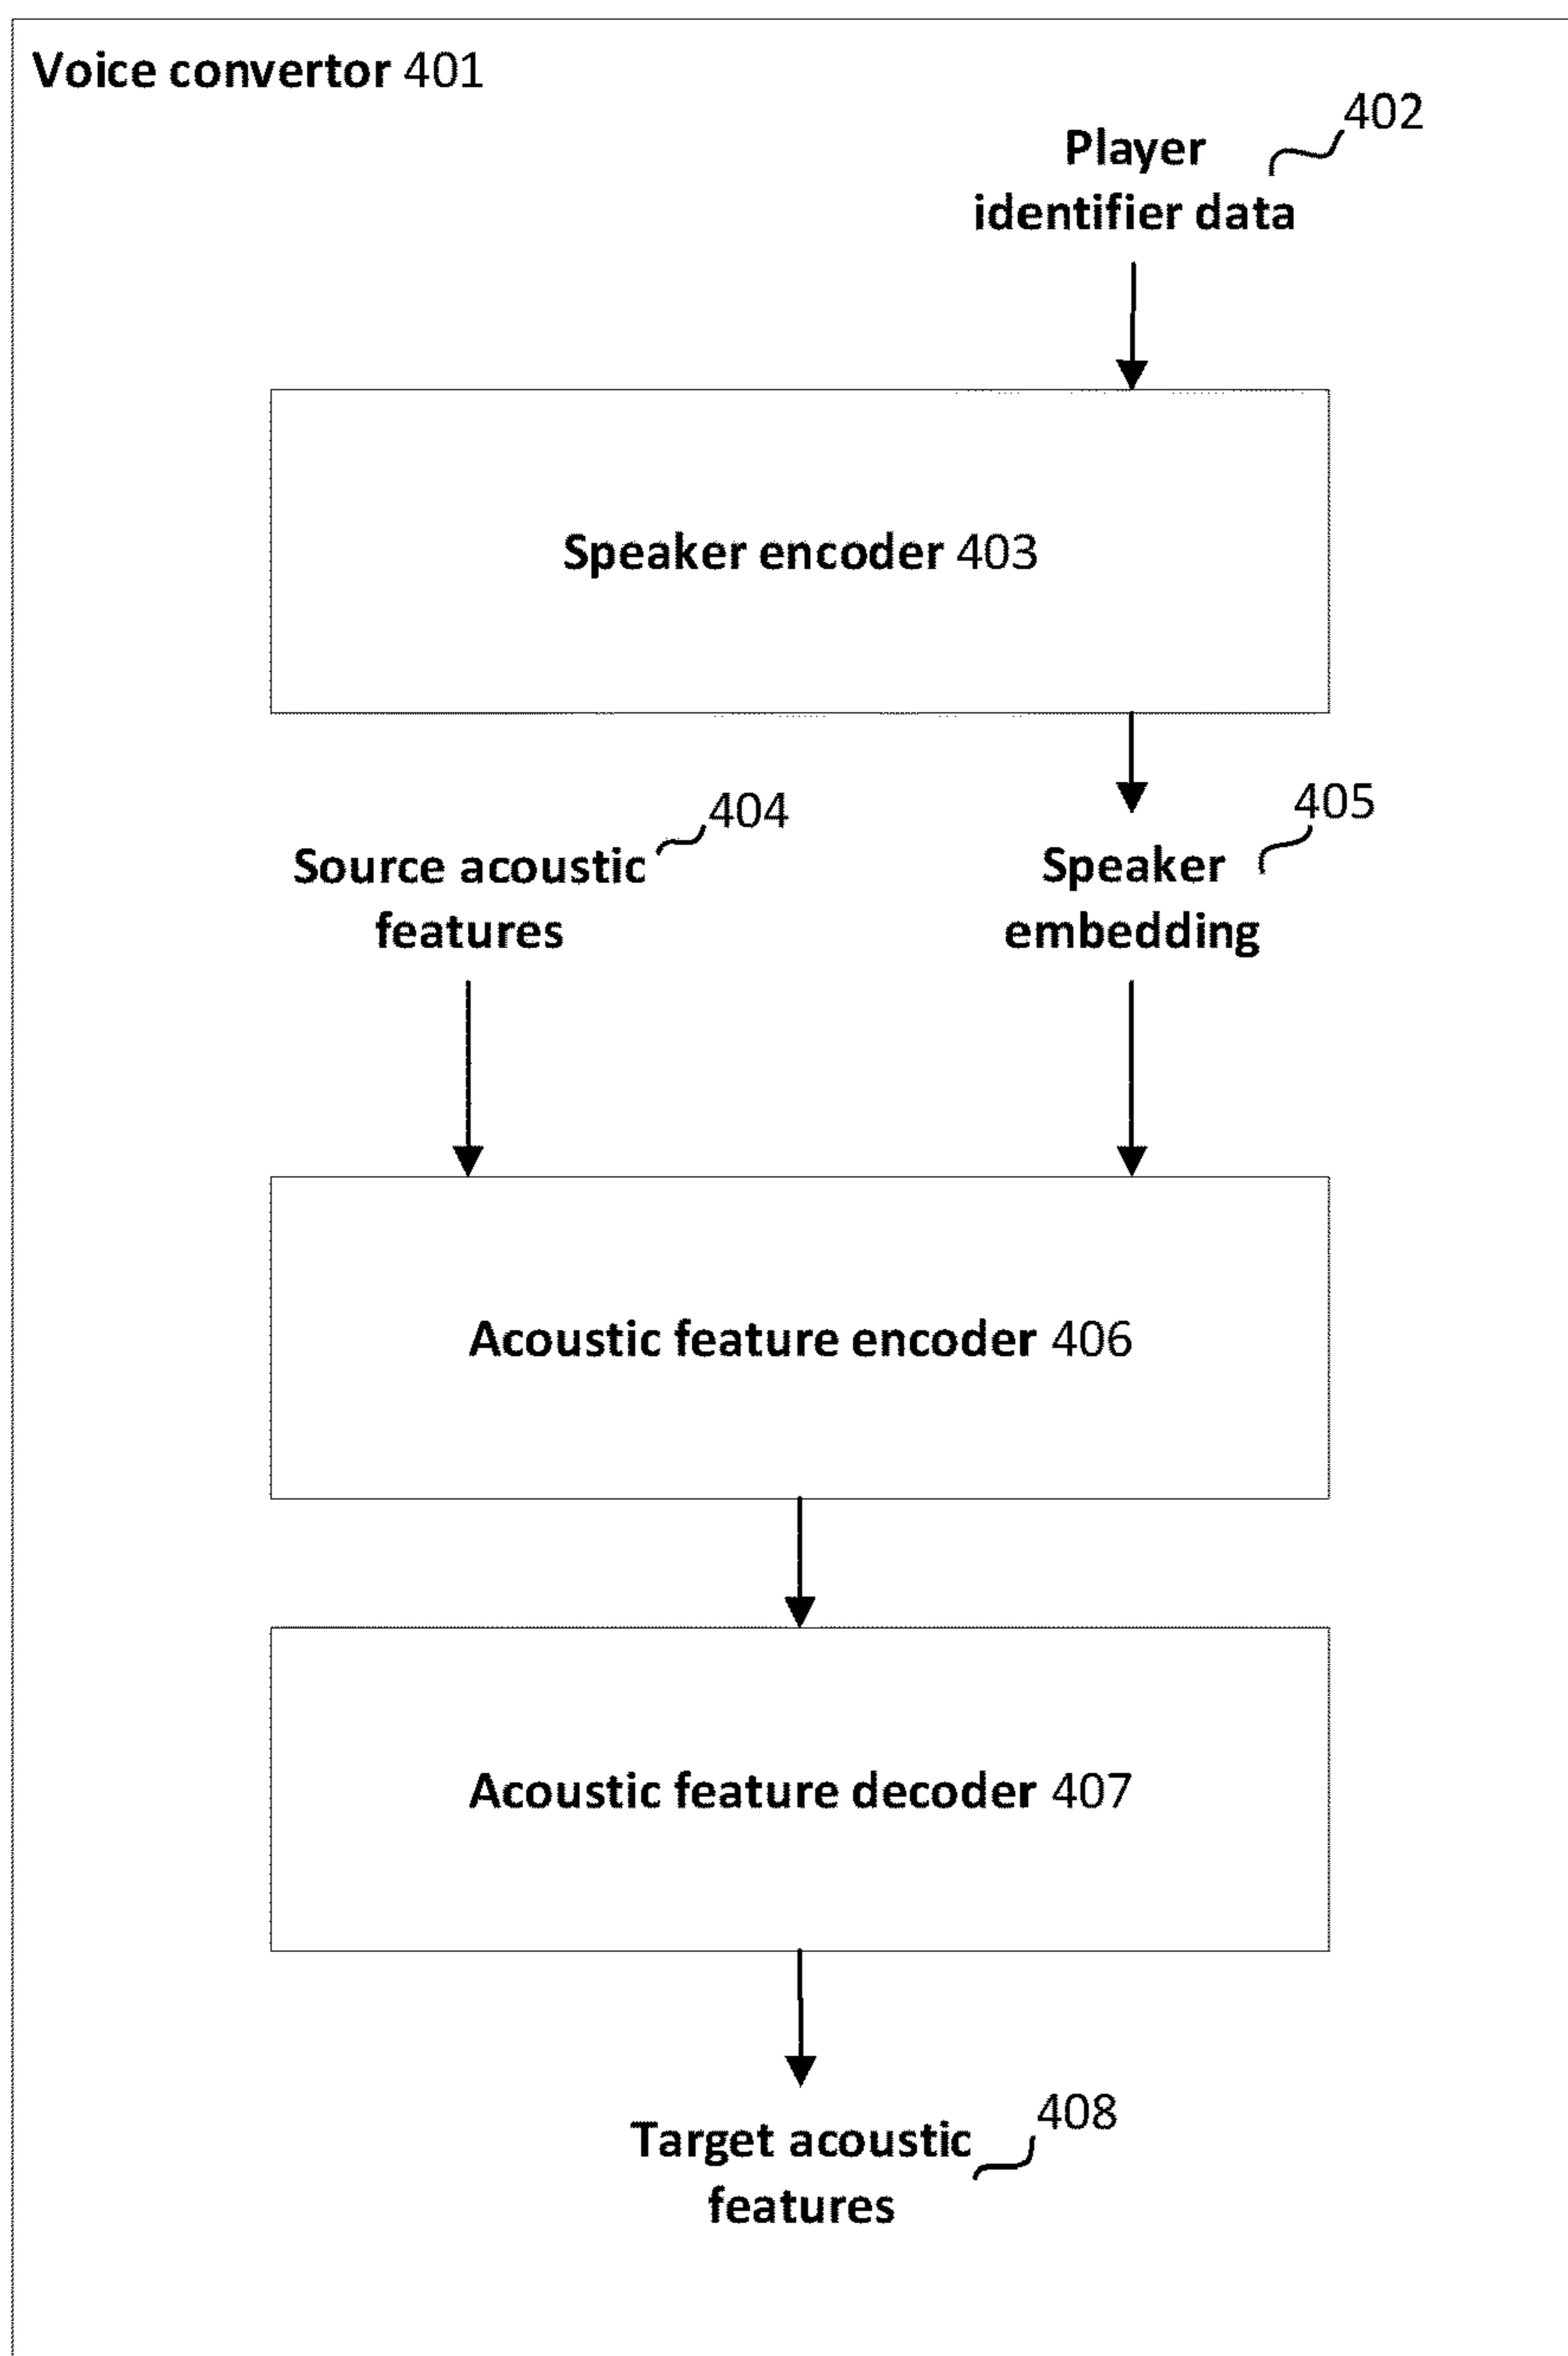 Voice convertor 401
402
Player
identifier data
Speaker encoder 403
404
Source acoustic
features
405
Speaker
embedding
Acoustic feature encoder 406
Acoustic feature decoder 407
408
Target acoustic
features